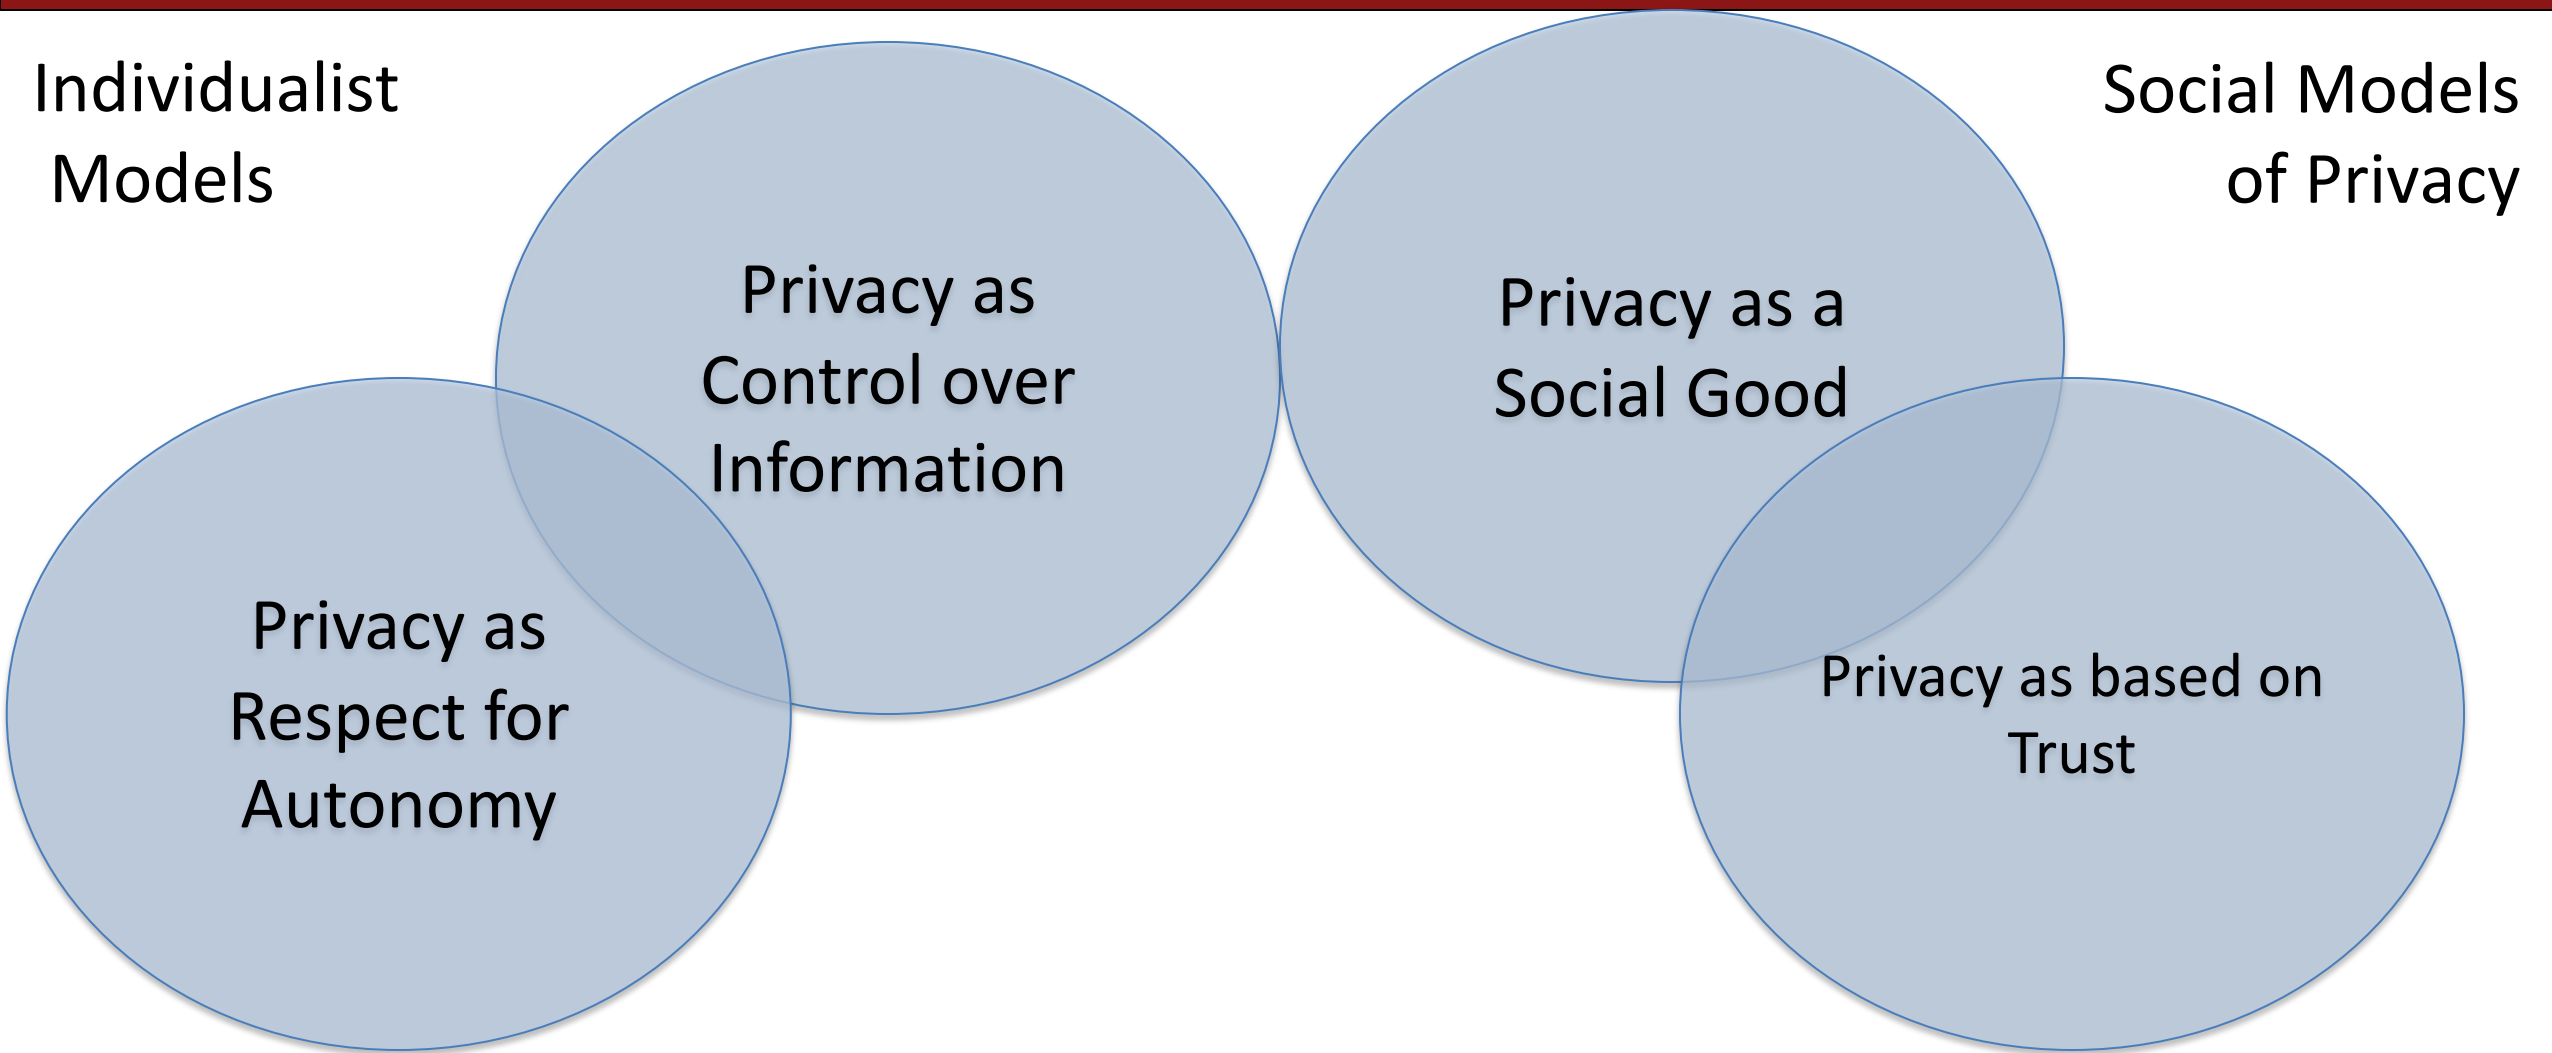 Individualist
Models
Social Models
of Privacy
Privacy as
Control over
Information
Privacy as a
Social Good
Privacy as
Respect for
Autonomy
Privacy as based on
Trust